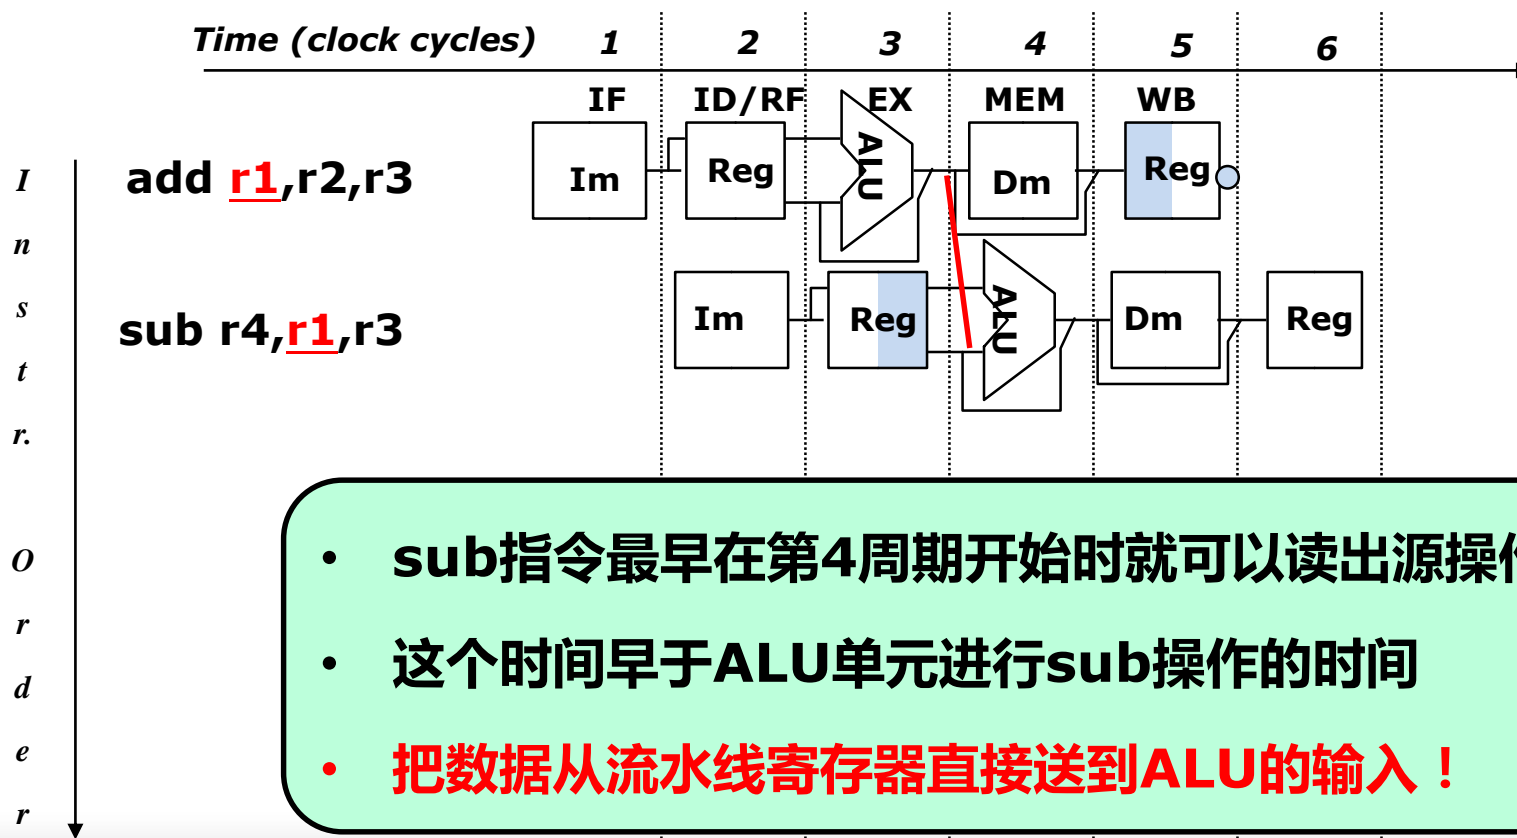 Time (clock cycles) 1 2 3 4 5 6
IF ID/RF EX MEM WB
add r1,r2,r3 Im Reg ALU Dm Reg
sub r4,r1,r3 Im Reg ALU Dm Reg
I
n
s
t
r.
O
r
d
e
r
• sub指令最早在第4周期开始时就可以读出源操
• 这个时间早于ALU单元进行sub操作的时间
• 把数据从流水线寄存器直接送到ALU的输入！